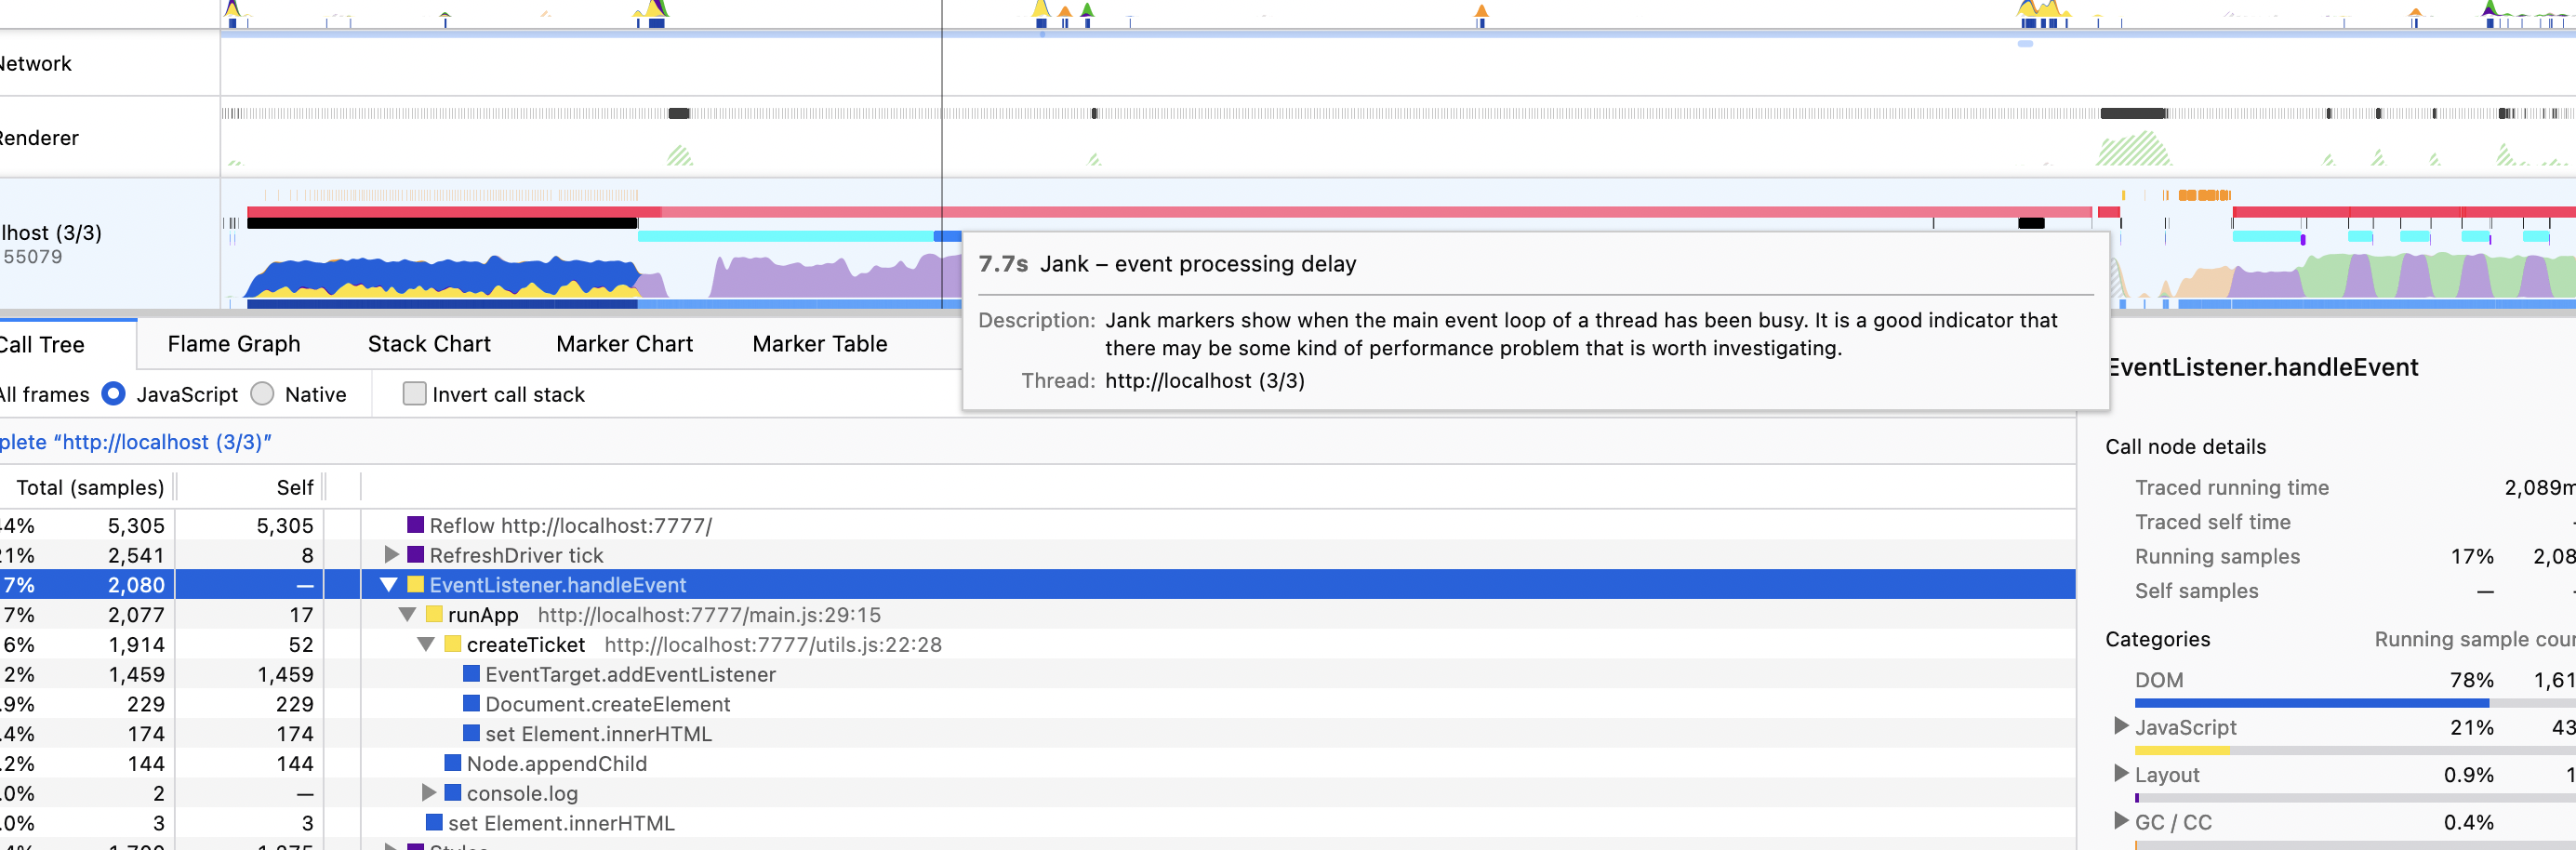 Network
Renderer
lhost (3/3)
55079
7.7s Jank – event processing delay
Description: Jank markers show when the main event loop of a thread has been busy. It is a good indicator that
there may be some kind of performance problem that is worth investigating.
Thread: http://localhost (3/3)
Call Tree Flame Graph Stack Chart Marker Chart Marker Table
All frames JavaScript Native Invert call stack
plete “http://localhost (3/3)”
Total (samples) Self
44% 5,305 5,305 Reflow http://localhost:7777/
21% 2,541 8 RefreshDriver tick
7% 2,080 — EventListener.handleEvent
7% 2,077 17 runApp http://localhost:7777/main.js:29:15
6% 1,914 52 createTicket http://localhost:7777/utils.js:22:28
2% 1,459 1,459 EventTarget.addEventListener
.9% 229 229 Document.createElement
.4% 174 174 set Element.innerHTML
.2% 144 144 Node.appendChild
.0% 2 — console.log
.0% 3 3 set Element.innerHTML
EventListener.handleEvent
Call node details
Traced running time 2,089m
Traced self time
Running samples 17% 2,08
Self samples —
Categories Running sample coun
DOM 78% 1,61
JavaScript 21% 43
Layout 0.9% 1
GC / CC 0.4%